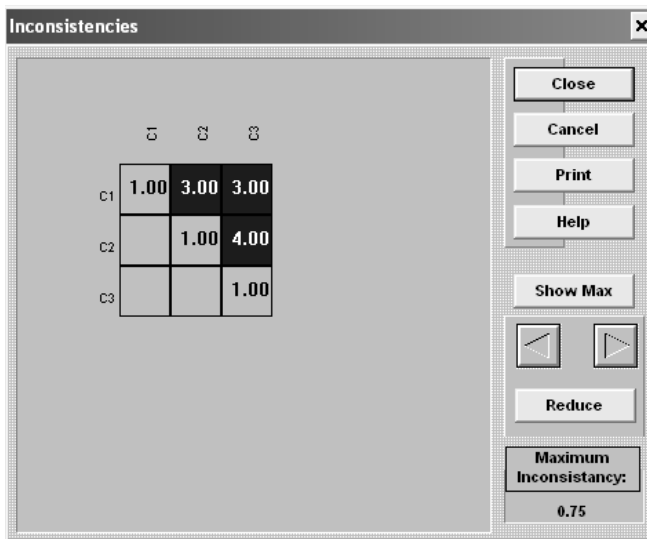 Inconsistencies
C1 C2 C3
C1 1.00 3.00 3.00
C2 1.00 4.00
C3 1.00
Close
Cancel
Print
Help
Show Max
Reduce
Maximum
Inconsistancy:
0.75